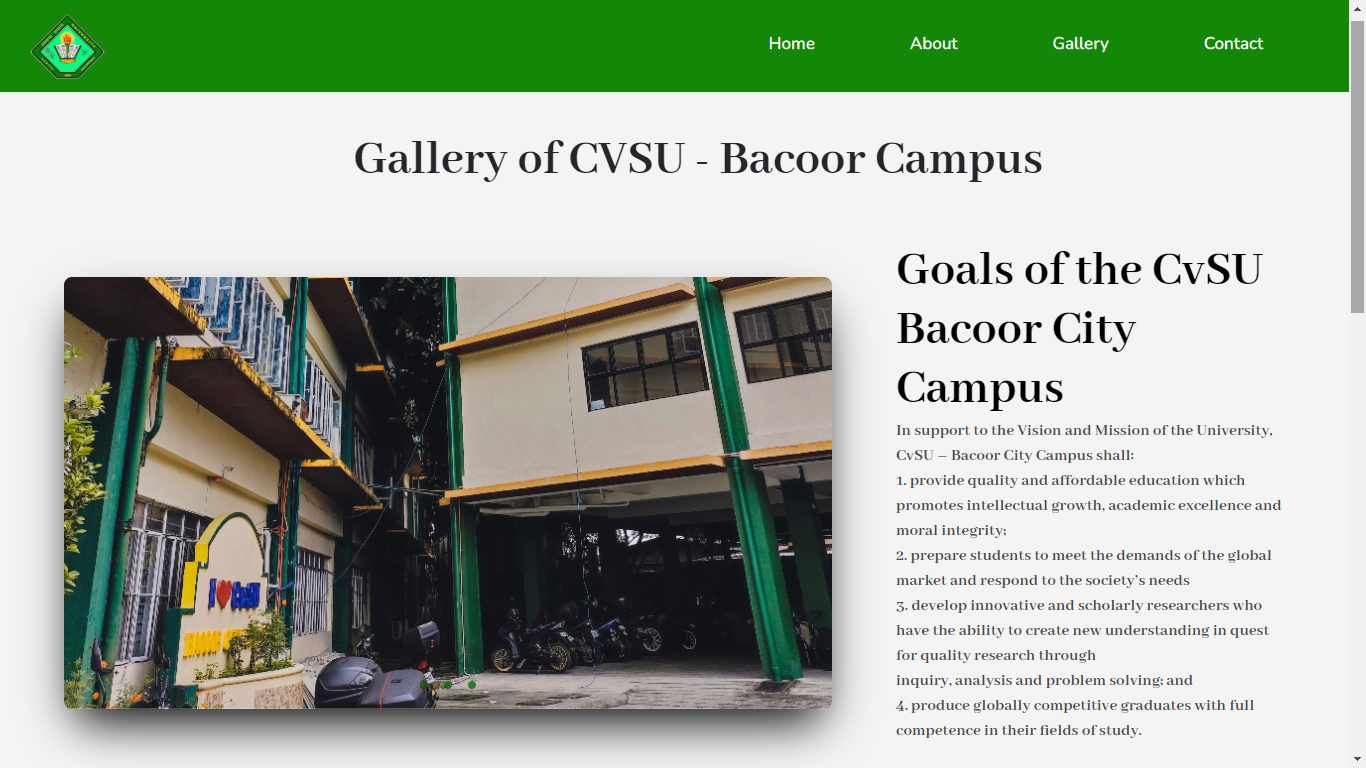 Home About Gallery Contact
Gallery of CVSU - Bacoor Campus
Goals of the CvSU
Bacoor City
Campus
In support to the Vision and Mission of the University,
CvSU – Bacoor City Campus shall:
1. provide quality and affordable education which
promotes intellectual growth, academic excellence and
moral integrity;
2. prepare students to meet the demands of the global
market and respond to the society's needs
3. develop innovative and scholarly researchers who
have the ability to create new understanding in quest
for quality research through
inquiry, analysis and problem solving; and
4. produce globally competitive graduates with full
competence in their fields of study.
I ❤ CvSU